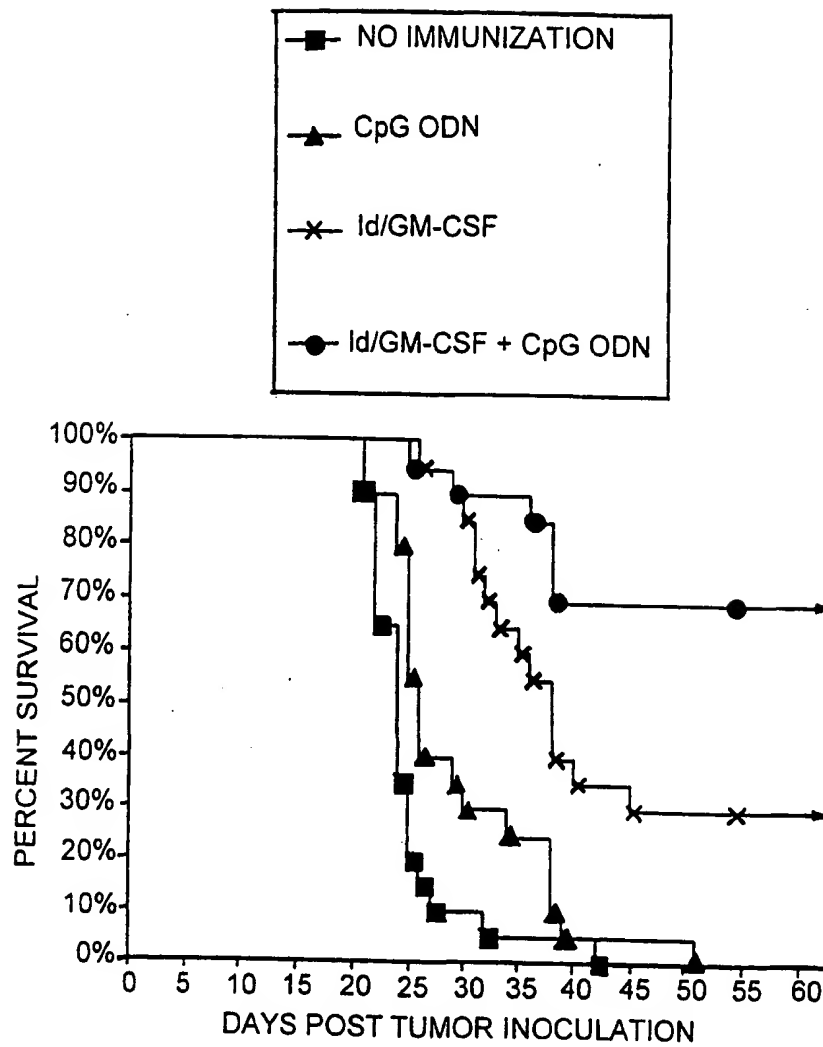 NO IMMUNIZATION
CpG ODN
Id/GM-CSF
Id/GM-CSF + CpG ODN
100%
90%
80%
70%
60%
50%
40%
30%
20%
10%
0%
PERCENT SURVIVAL
0 5 10 15 20 25 30 35 40 45 55 60
DAYS POST TUMOR INOCULATION